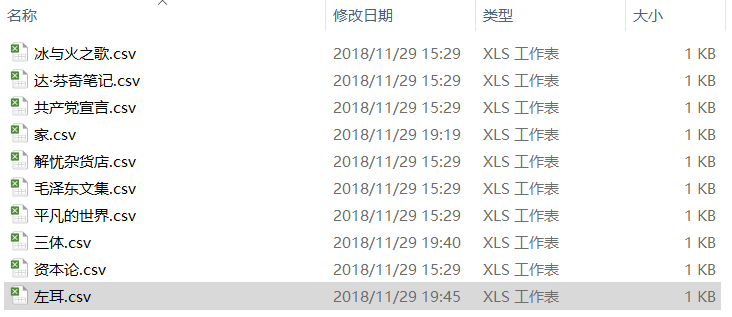 名称 修改日期 类型 大小
冰与火之歌.csv 2018/11/29 15:29 XLS 工作表 1 KB
达·芬奇笔记.csv 2018/11/29 15:29 XLS 工作表 1 KB
共产党宣言.csv 2018/11/29 15:29 XLS 工作表 1 KB
家.csv 2018/11/29 19:19 XLS 工作表 1 KB
解忧杂货店.csv 2018/11/29 15:29 XLS 工作表 1 KB
毛泽东文集.csv 2018/11/29 15:29 XLS 工作表 1 KB
平凡的世界.csv 2018/11/29 15:29 XLS 工作表 1 KB
三体.csv 2018/11/29 19:40 XLS 工作表 1 KB
资本论.csv 2018/11/29 15:29 XLS 工作表 1 KB
左耳.csv 2018/11/29 19:45 XLS 工作表 1 KB